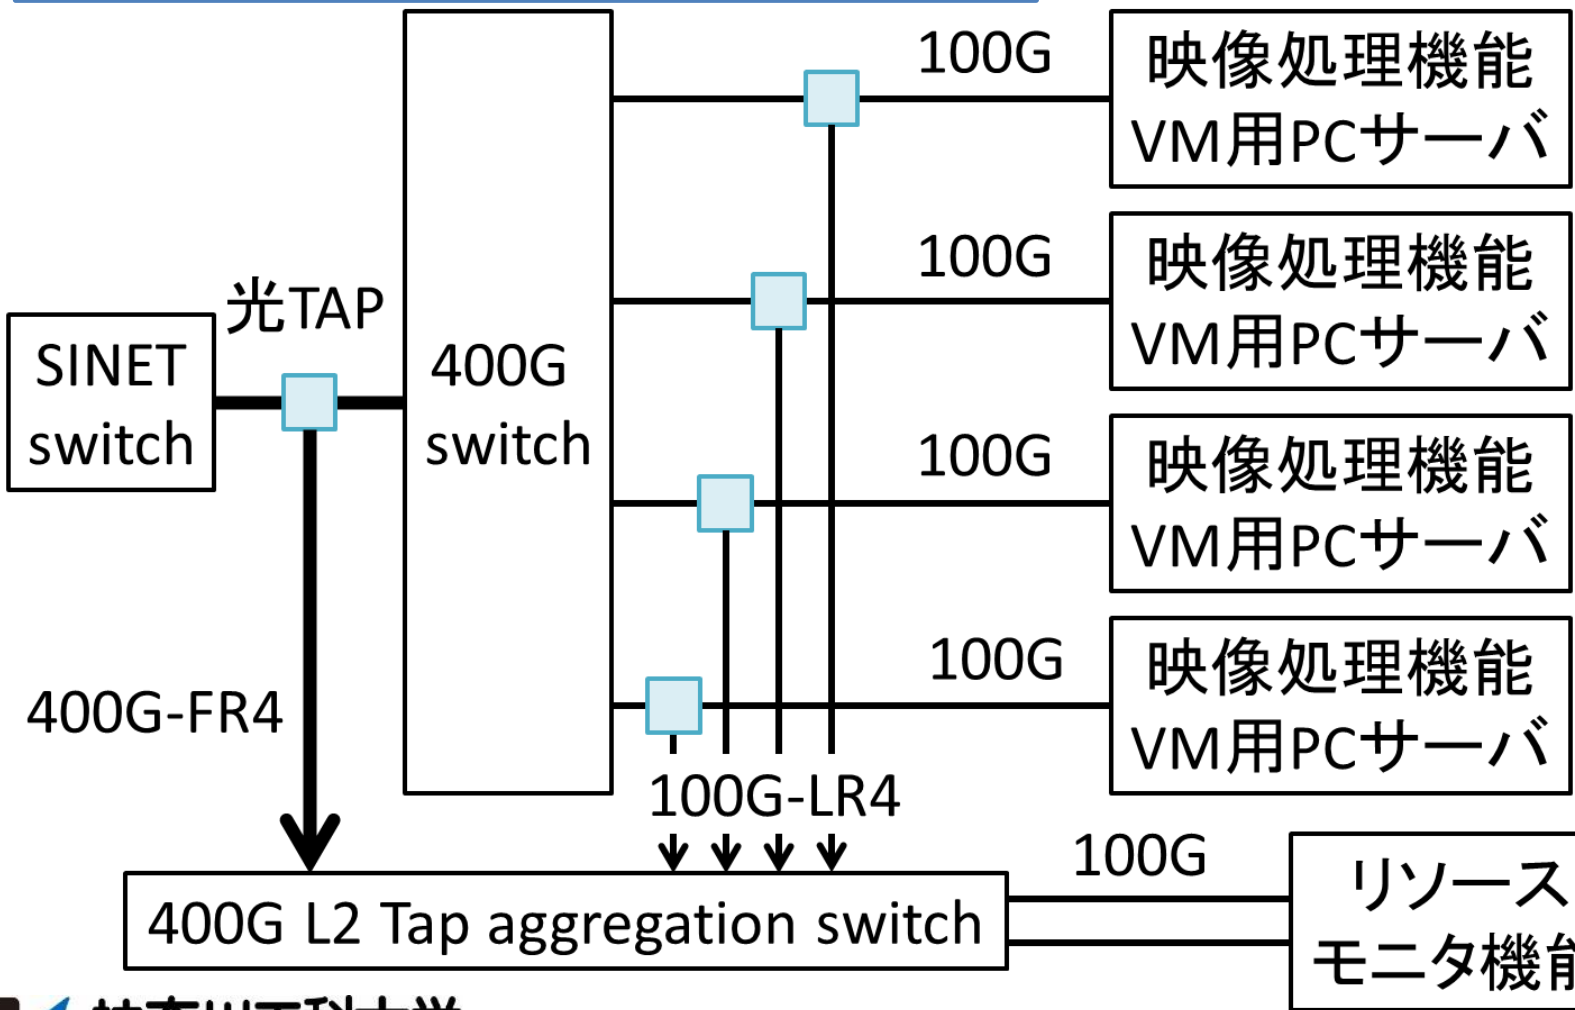 100G
映像処理機能
VM用PCサーバ
100G
映像処理機能
VM用PCサーバ
光TAP
SINET
switch
400G
switch
100G
映像処理機能
VM用PCサーバ
100G
映像処理機能
VM用PCサーバ
400G-FR4
100G-LR4
100G
400G L2 Tap aggregation switch
リソース
モニタ機能